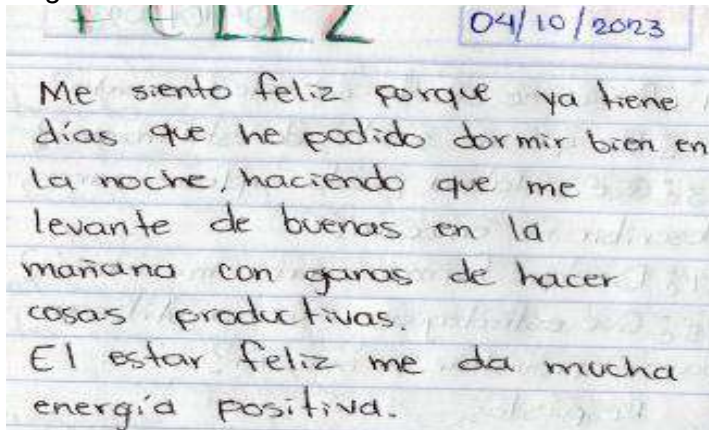 FELIZ 04/10/2023
Me siento feliz porque ya tiene
días que he podido dormir bien en
la noche, haciendo que me
levante de buenas en la
mañana con ganas de hacer
cosas productivas.
El estar feliz me da mucha
energía positiva.